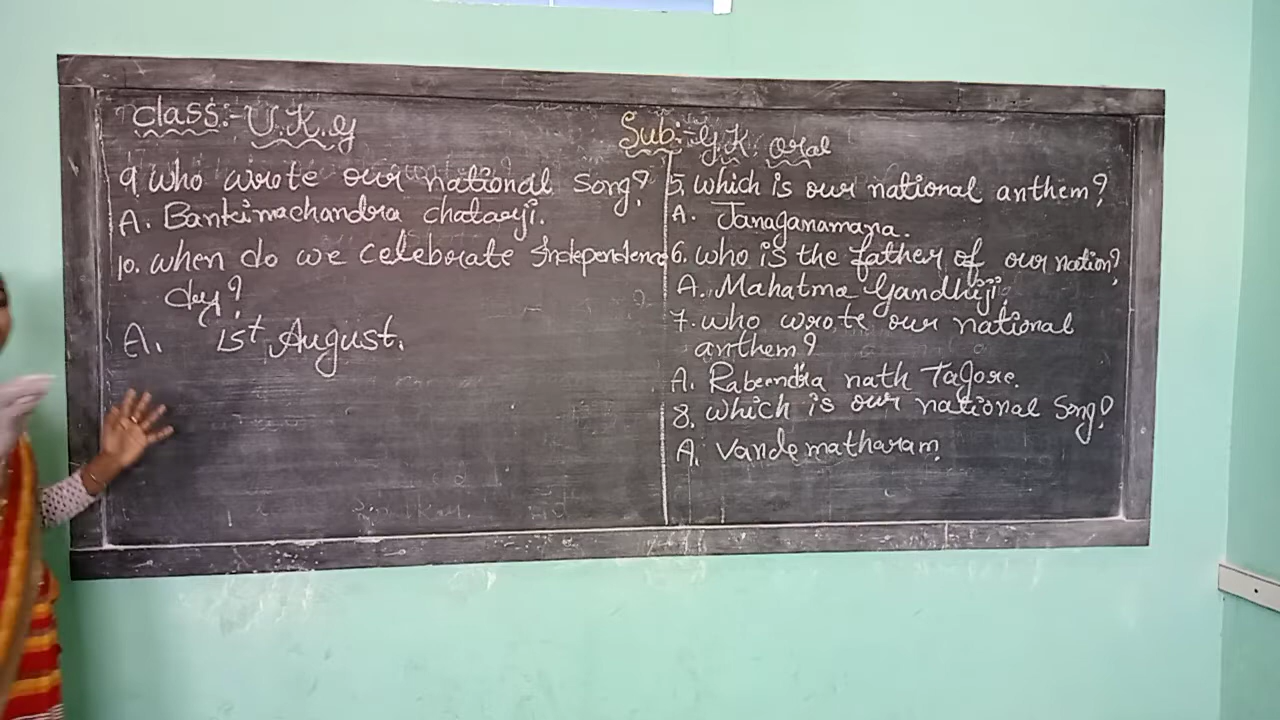 Class:- U.K.g
Sub:- G.K. oral
9. who wrote our national song?
A. Bankimachandra chatarji.
10. when do we celebrate Independence
day?
A. 15th August.
5. which is our national anthem?
A. Janaganamana.
6. who is the father of our nation?
A. Mahatma Gandhiji.
7. who wrote our national
anthem?
A. Rabeendra nath Tagore.
8. which is our national song?
A. Vandematharam.